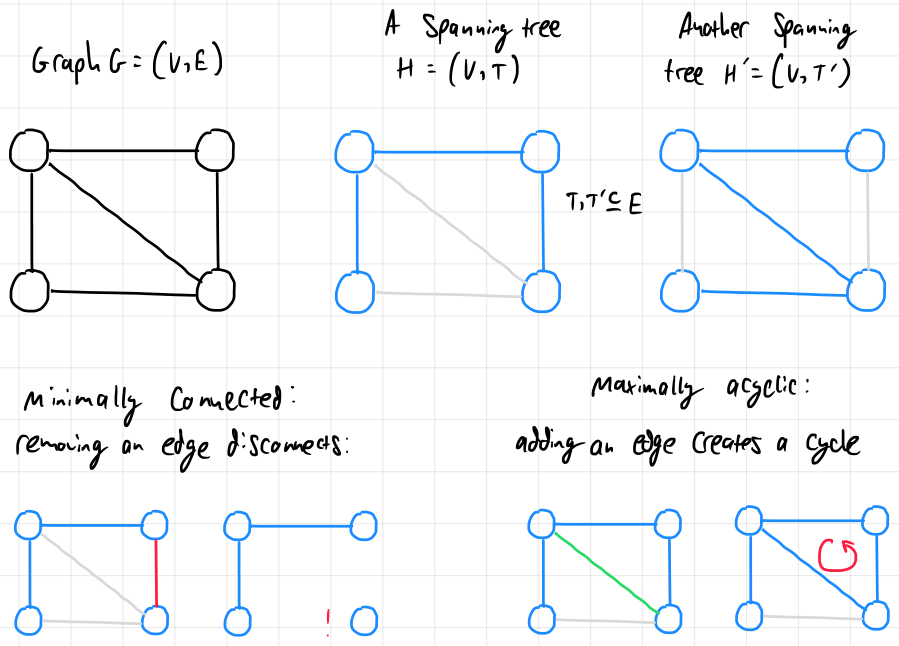 Graph G = (V, E)
A Spanning tree
H = (V, T)
Another Spanning
tree H' = (V, T')
T, T' ⊆ E
Minimally Connected:
removing an edge disconnects:
Maximally acyclic:
adding an edge creates a cycle
!